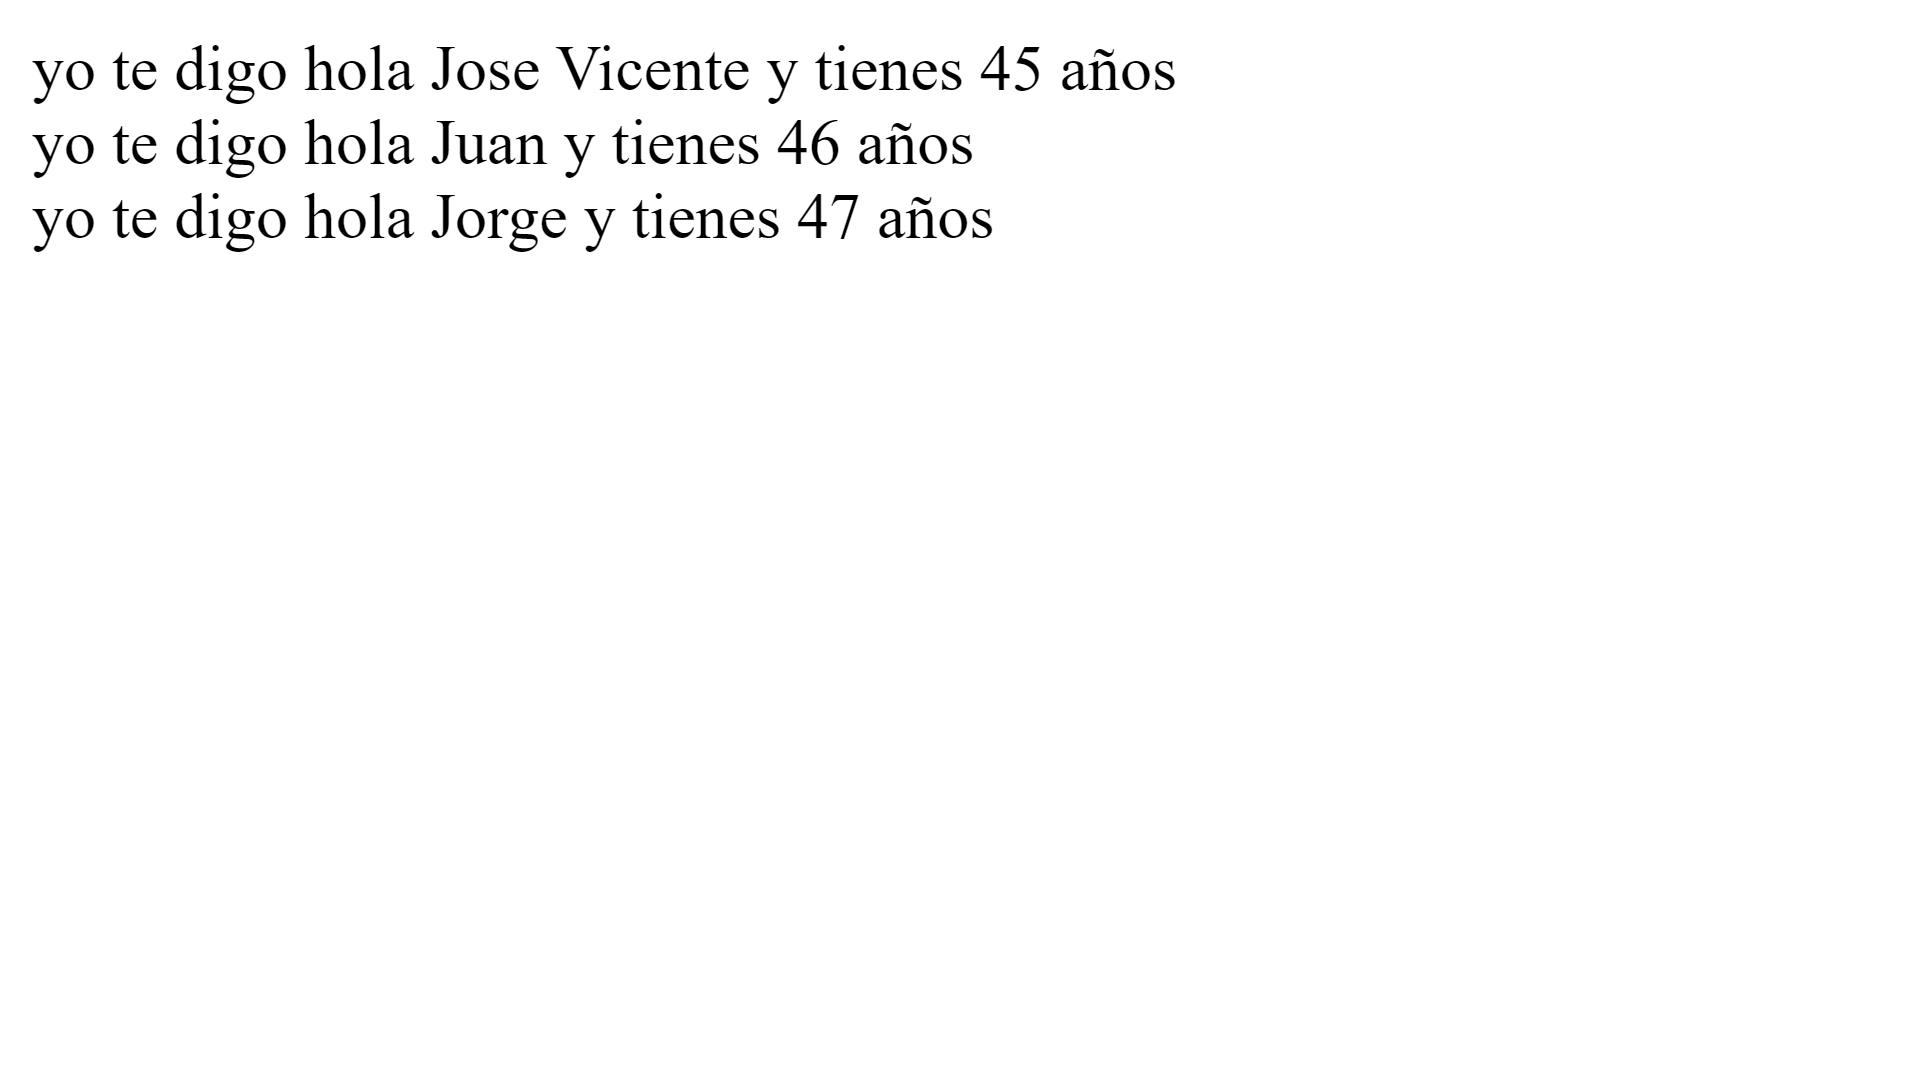 yo te digo hola Jose Vicente y tienes 45 años
yo te digo hola Juan y tienes 46 años
yo te digo hola Jorge y tienes 47 años